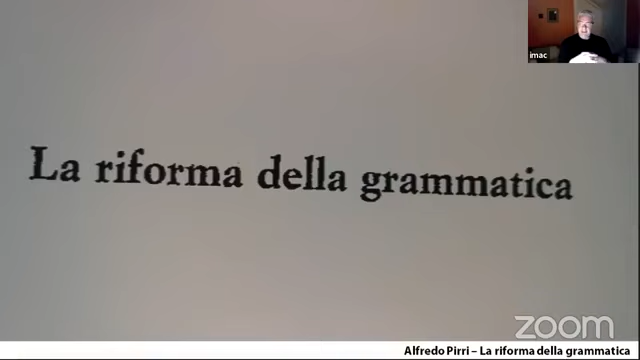 imac
La riforma della grammatica
zoom
Alfredo Pirri – La riforma della grammatica